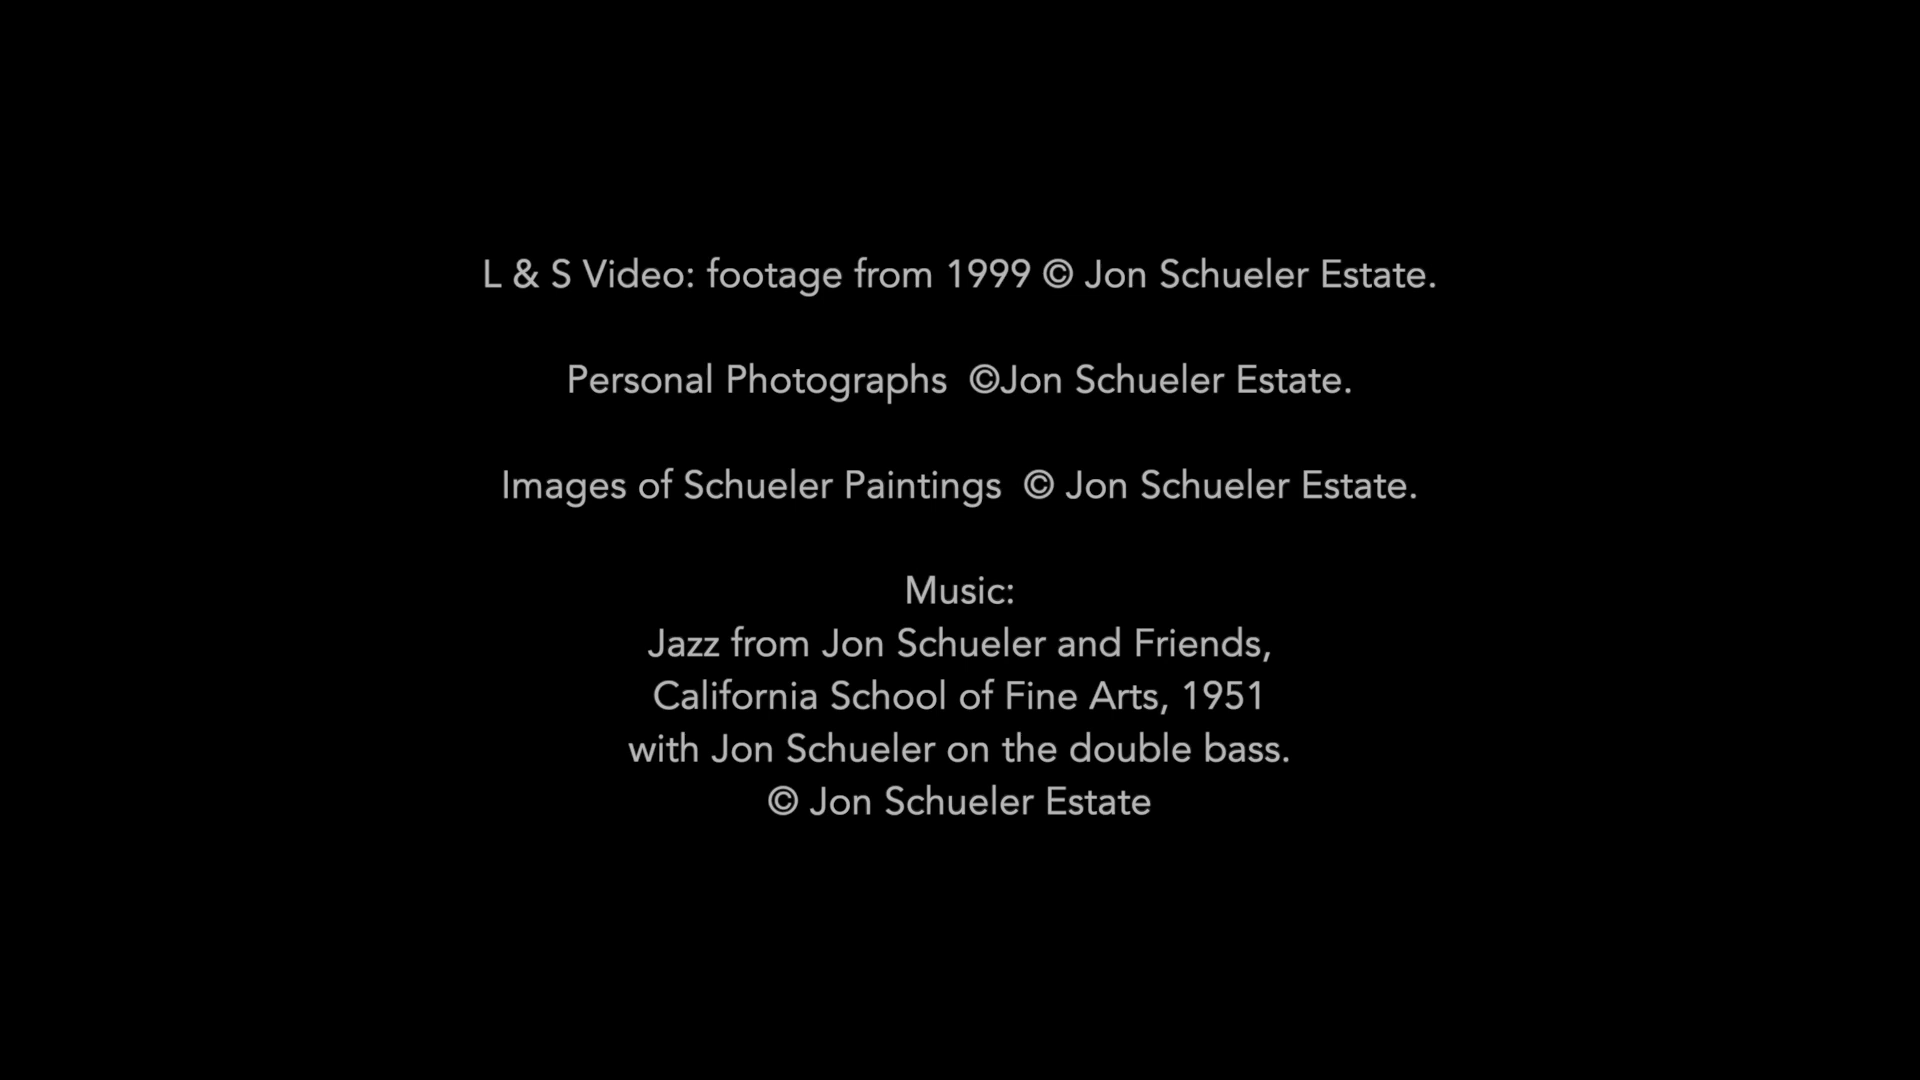 L & S Video: footage from 1999 © Jon Schueler Estate.
Personal Photographs  ©Jon Schueler Estate.
Images of Schueler Paintings  © Jon Schueler Estate.
Music:
Jazz from Jon Schueler and Friends,
California School of Fine Arts, 1951
with Jon Schueler on the double bass.
© Jon Schueler Estate